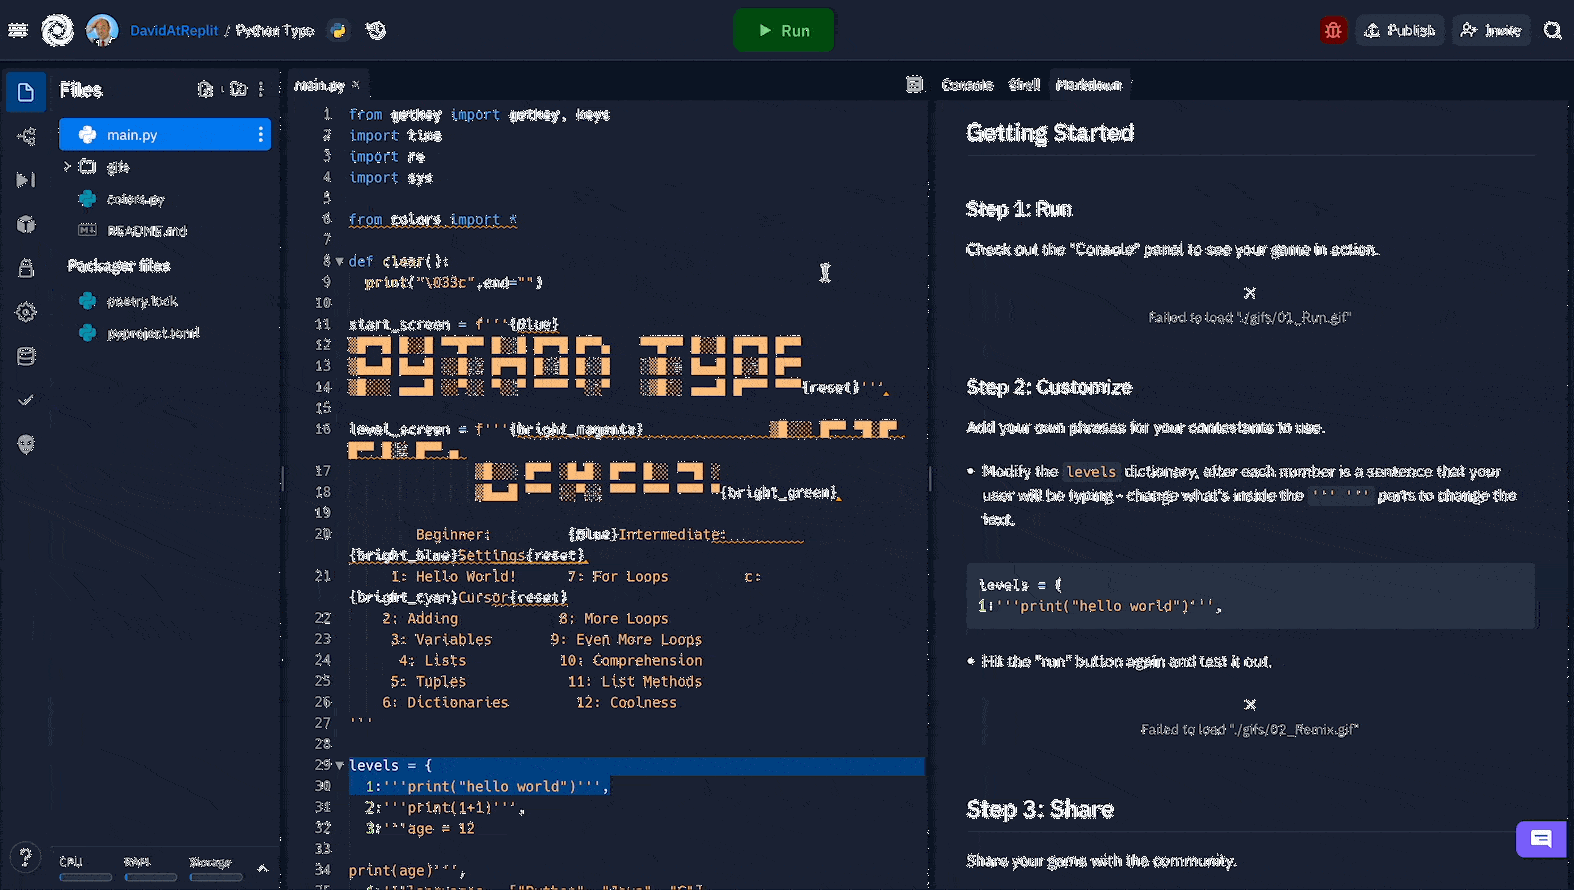 DavidAtReplit / Python Type
Run
Publish
Invite
Files
main.py
gifs
colors.py
README.md
Packager files
poetry.lock
pyproject.toml
CPU RAM Storage
main.py
1 from getkey import getkey, keys
2 import time
3 import re
4 import sys
5
6 from colors import *
7
8 def clear():
9 print("\033c",end="")
10
11 start_screen = f'''{Blue}
12
13
14 {reset}'''
15
16 level_screen = f'''{bright_magenta}
17
18 {bright_green}
19
20 Beginner: {Blue}Intermediate:
{bright_blue}Settings{reset}
21 1: Hello World! 7: For Loops c:
{bright_cyan}Cursor{reset}
22 2: Adding 8: More Loops
23 3: Variables 9: Even More Loops
24 4: Lists 10: Comprehension
25 5: Tuples 11: List Methods
26 6: Dictionaries 12: Coolness
27 '''
28
29 levels = {
30 1:'''print("hello world")''',
31 2:'''print(1+1)''',
32 3:'''age = 12
33
34 print(age)''',
Console Shell Markdown
Getting Started
Step 1: Run
Check out the "Console" panel to see your game in action.
Failed to load "./gifs/01_Run.gif"
Step 2: Customize
Add your own phrases for your contestants to use.
• Modify the levels dictionary, after each number is a sentence that your
user will be typing - change what's inside the ''' ''' parts to change the
text.
levels = {
1:'''print("hello world")''',
• Hit the "run" button again and test it out.
Failed to load "./gifs/02_Remix.gif"
Step 3: Share
Share your game with the community.